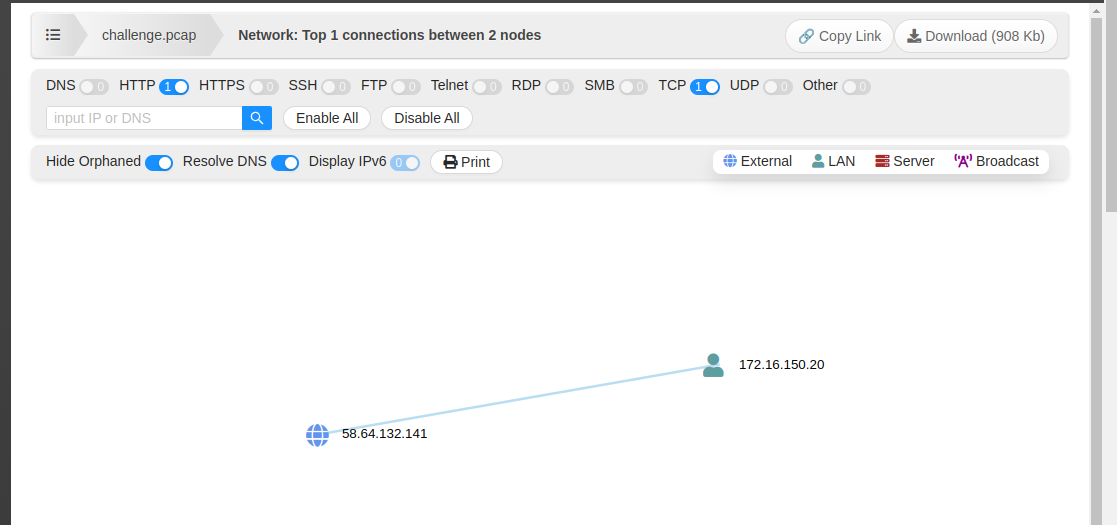 challenge.pcap Network: Top 1 connections between 2 nodes Copy Link Download (908 Kb)
DNS 0 HTTP 1 HTTPS 0 SSH 0 FTP 0 Telnet 0 RDP 0 SMB 0 TCP 1 UDP 0 Other 0
input IP or DNS Enable All Disable All
Hide Orphaned Resolve DNS Display IPv6 0 Print External LAN Server Broadcast
172.16.150.20
58.64.132.141